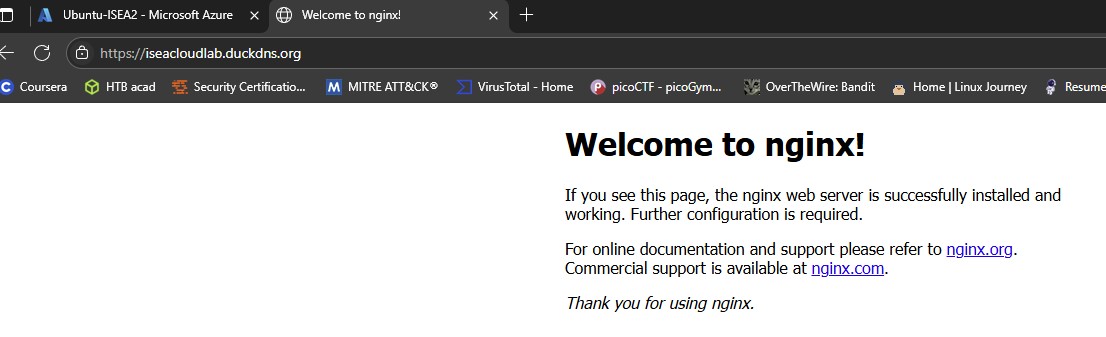 Ubuntu-ISEA2 - Microsoft Azure
Welcome to nginx!
https://iseacloudlab.duckdns.org
Coursera
HTB acad
Security Certificatio...
MITRE ATT&CK®
VirusTotal - Home
picoCTF - picoGym...
OverTheWire: Bandit
Home | Linux Journey
Resume
Welcome to nginx!
If you see this page, the nginx web server is successfully installed and
working. Further configuration is required.
For online documentation and support please refer to nginx.org.
Commercial support is available at nginx.com.
Thank you for using nginx.